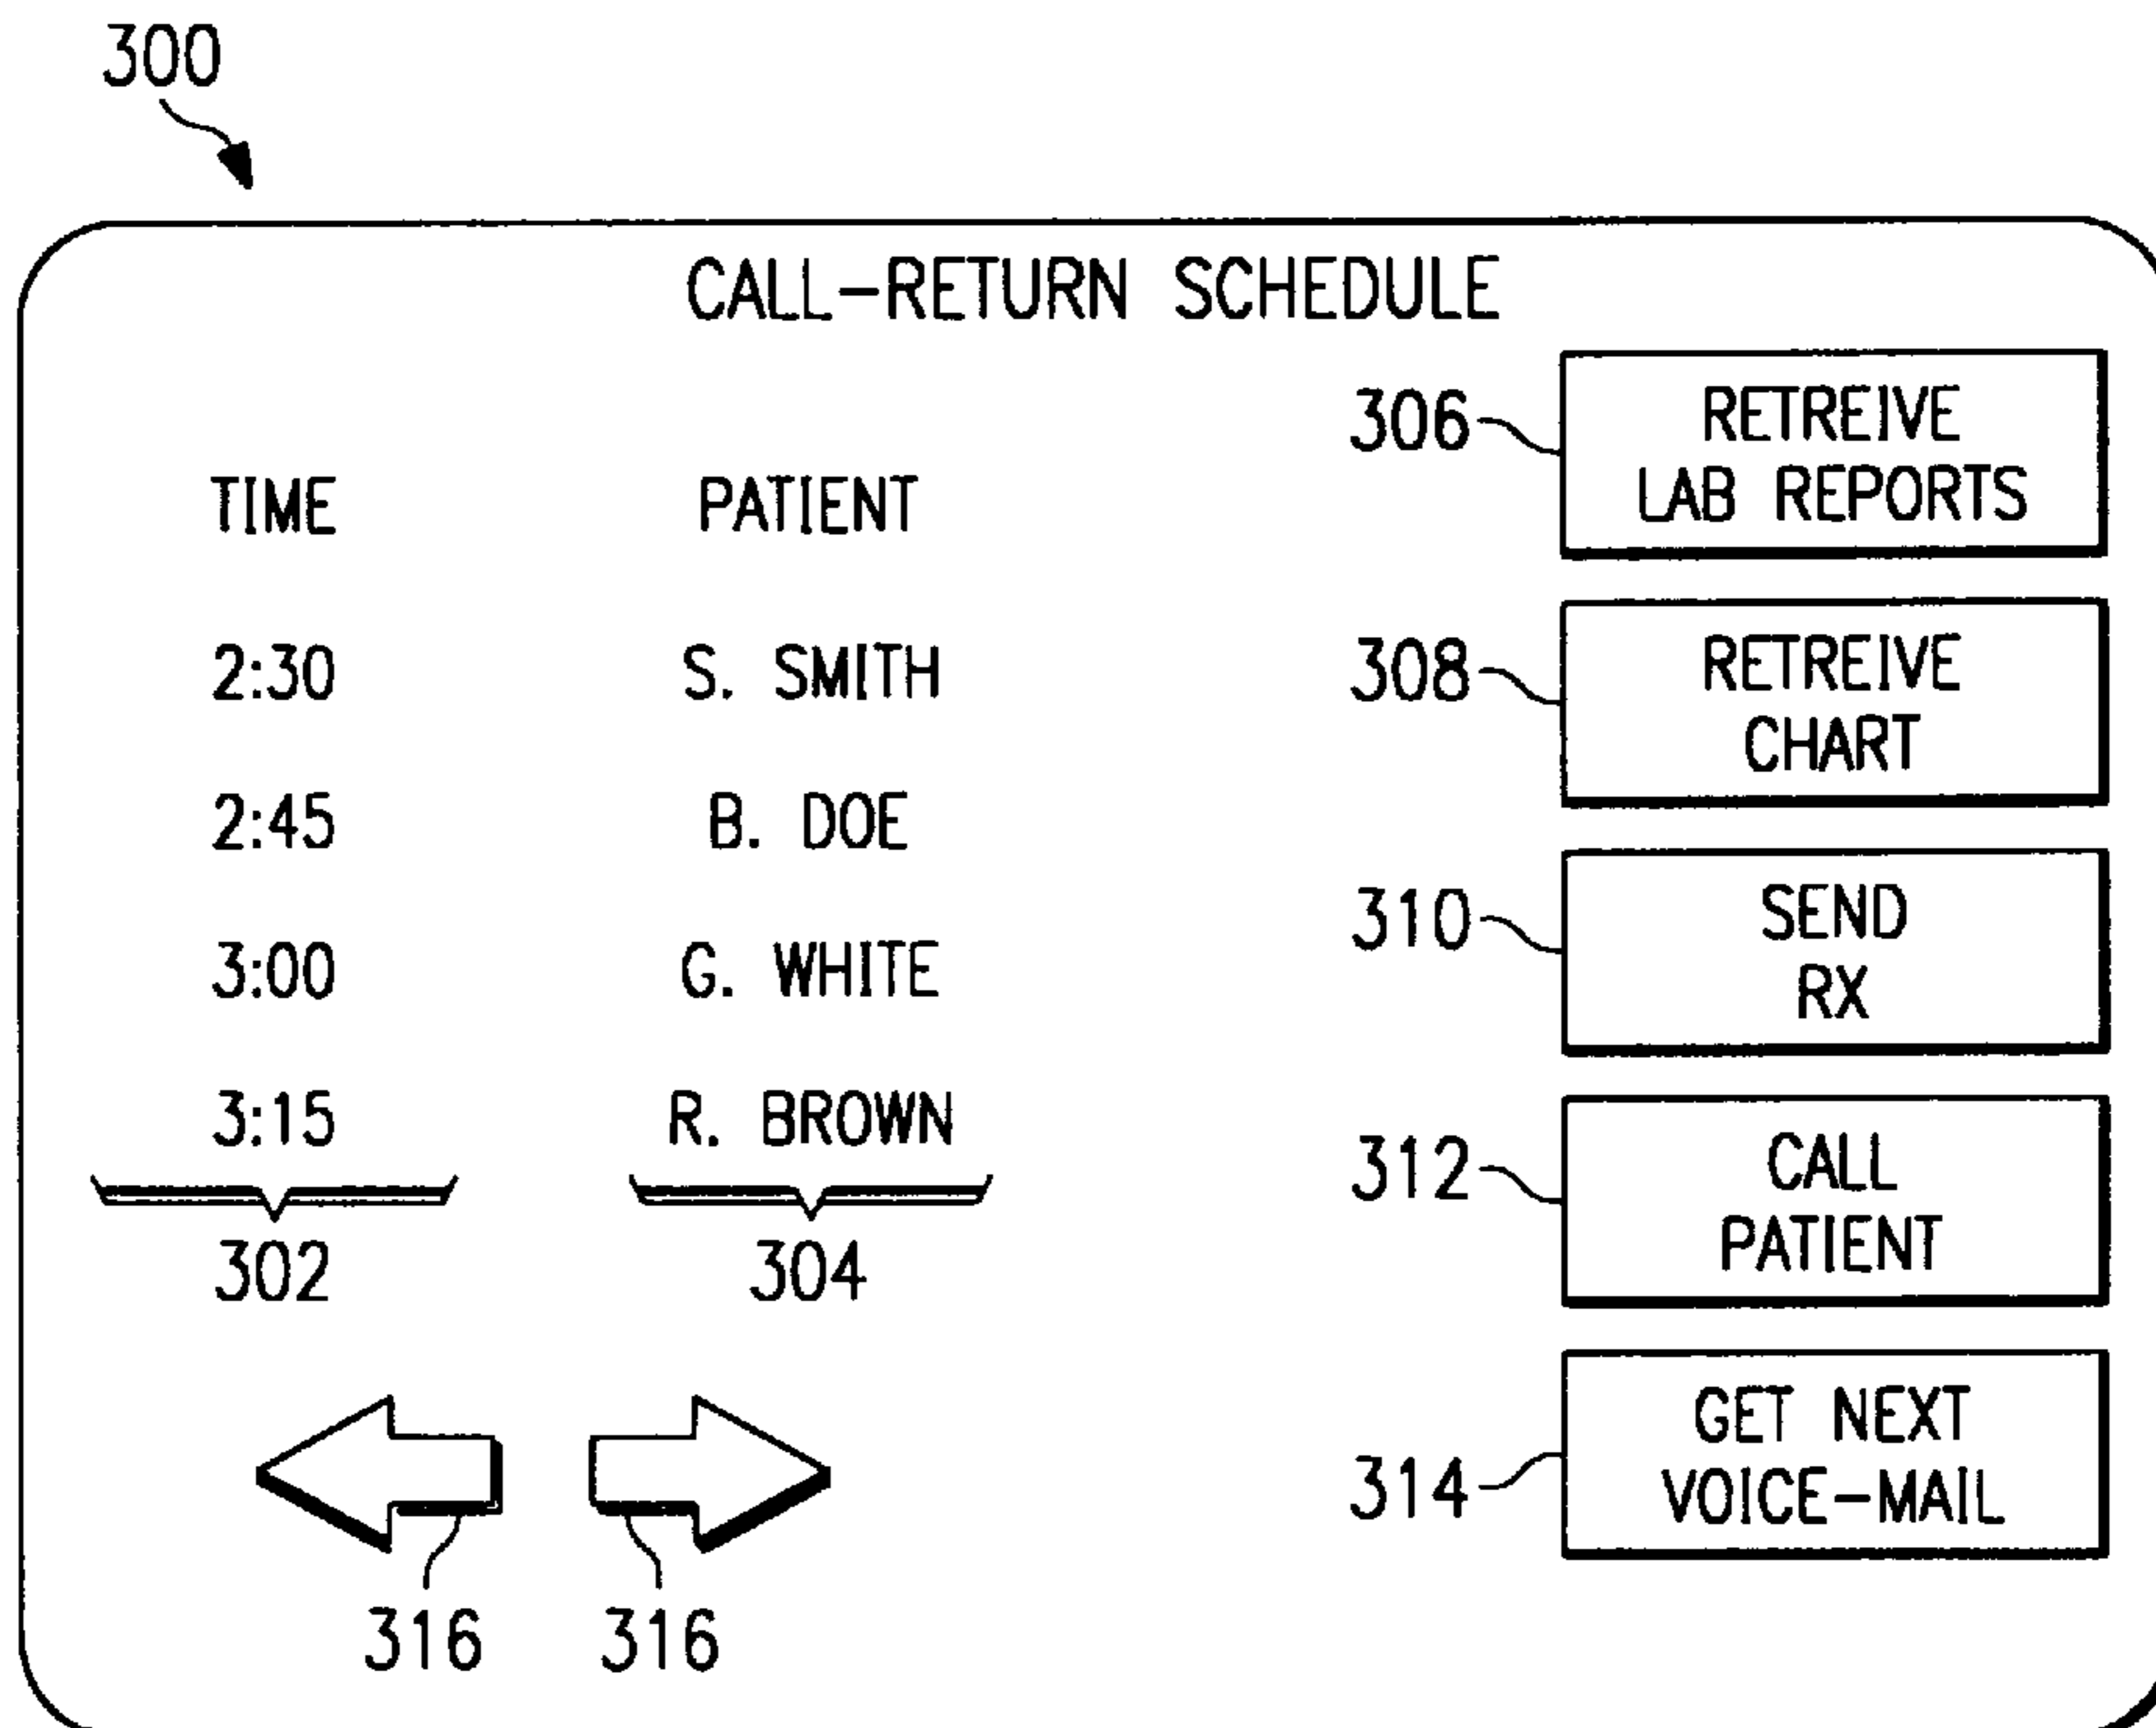 300
CALL-RETURN SCHEDULE
TIME PATIENT
2:30 S. SMITH
2:45 B. DOE
3:00 G. WHITE
3:15 R. BROWN
302 304
316 316
306 RETREIVE
LAB REPORTS
308 RETREIVE
CHART
310 SEND
RX
312 CALL
PATIENT
GET NEXT
314 VOICE-MAIL